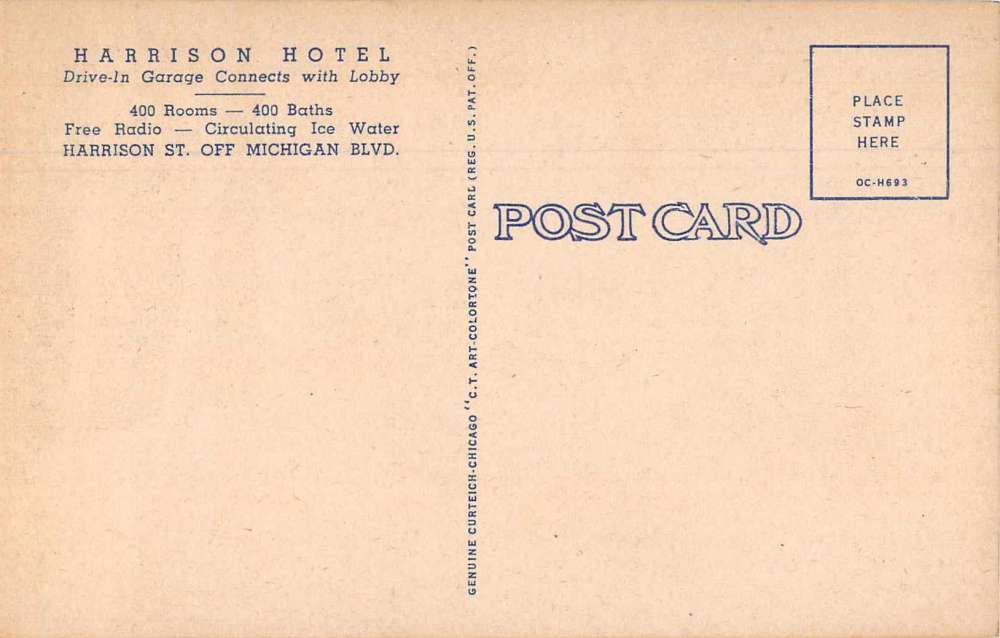 HARRISON HOTEL
Drive-In Garage Connects with Lobby
400 Rooms — 400 Baths
Free Radio — Circulating Ice Water
HARRISON ST. OFF MICHIGAN BLVD.
GENUINE CURTEICH-CHICAGO "C.T. ART-COLORTONE" POST CARL (REG. U.S. PAT. OFF.)
POST CARD
PLACE
STAMP
HERE
OC-H693